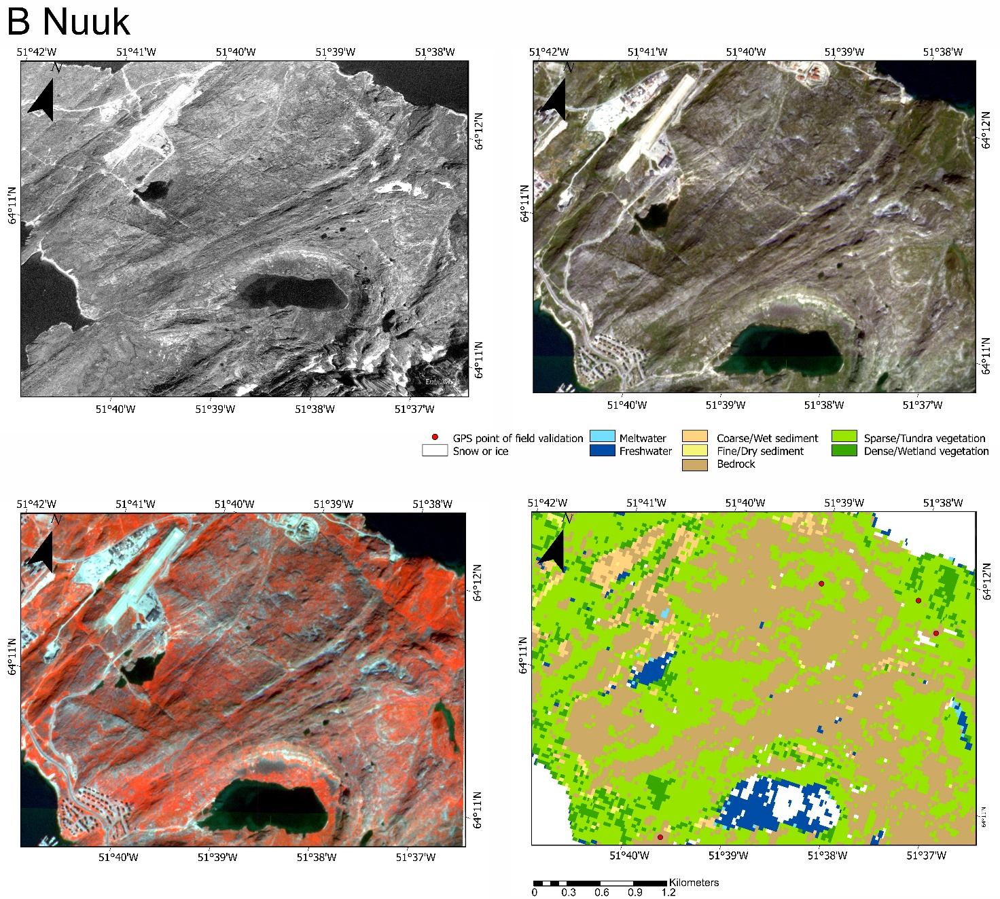 B Nuuk
51°42'W 51°41'W 51°40'W 51°39'W 51°38'W
N
64°12'N
64°11'N
64°11'N
51°40'W 51°39'W 51°38'W 51°37'W
51°42'W 51°41'W 51°40'W 51°39'W 51°38'W
N
64°12'N
64°11'N
64°11'N
51°40'W 51°39'W 51°38'W 51°37'W
GPS point of field validation
Snow or ice
Meltwater
Freshwater
Coarse/Wet sediment
Fine/Dry sediment
Bedrock
Sparse/Tundra vegetation
Dense/Wetland vegetation
51°42'W 51°41'W 51°40'W 51°39'W 51°38'W
N
64°12'N
64°11'N
64°11'N
51°40'W 51°39'W 51°38'W 51°37'W
51°42'W 51°41'W 51°40'W 51°39'W 51°38'W
N
64°12'N
64°11'N
64°11'N
51°40'W 51°39'W 51°38'W 51°37'W
Kilometers
0 0.3 0.6 0.9 1.2